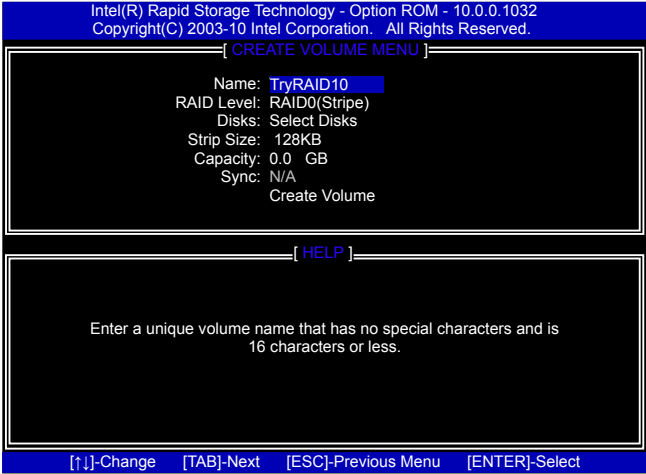 Intel(R) Rapid Storage Technology - Option ROM - 10.0.0.1032
Copyright(C) 2003-10 Intel Corporation.   All Rights Reserved.
[ CREATE VOLUME MENU ]
Name: TryRAID10
RAID Level: RAID0(Stripe)
Disks: Select Disks
Strip Size: 128KB
Capacity: 0.0 GB
Sync: N/A
Create Volume
[ HELP ]
Enter a unique volume name that has no special characters and is
16 characters or less.
[↑↓]-Change [TAB]-Next [ESC]-Previous Menu [ENTER]-Select